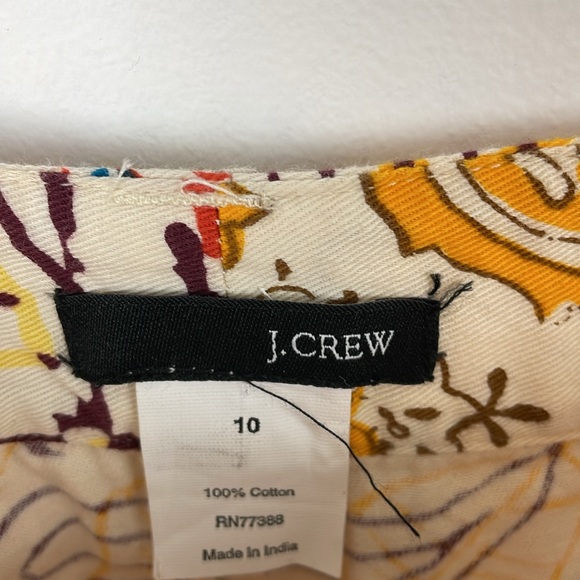 J.CREW
10
100% Cotton
RN77388
Made in India